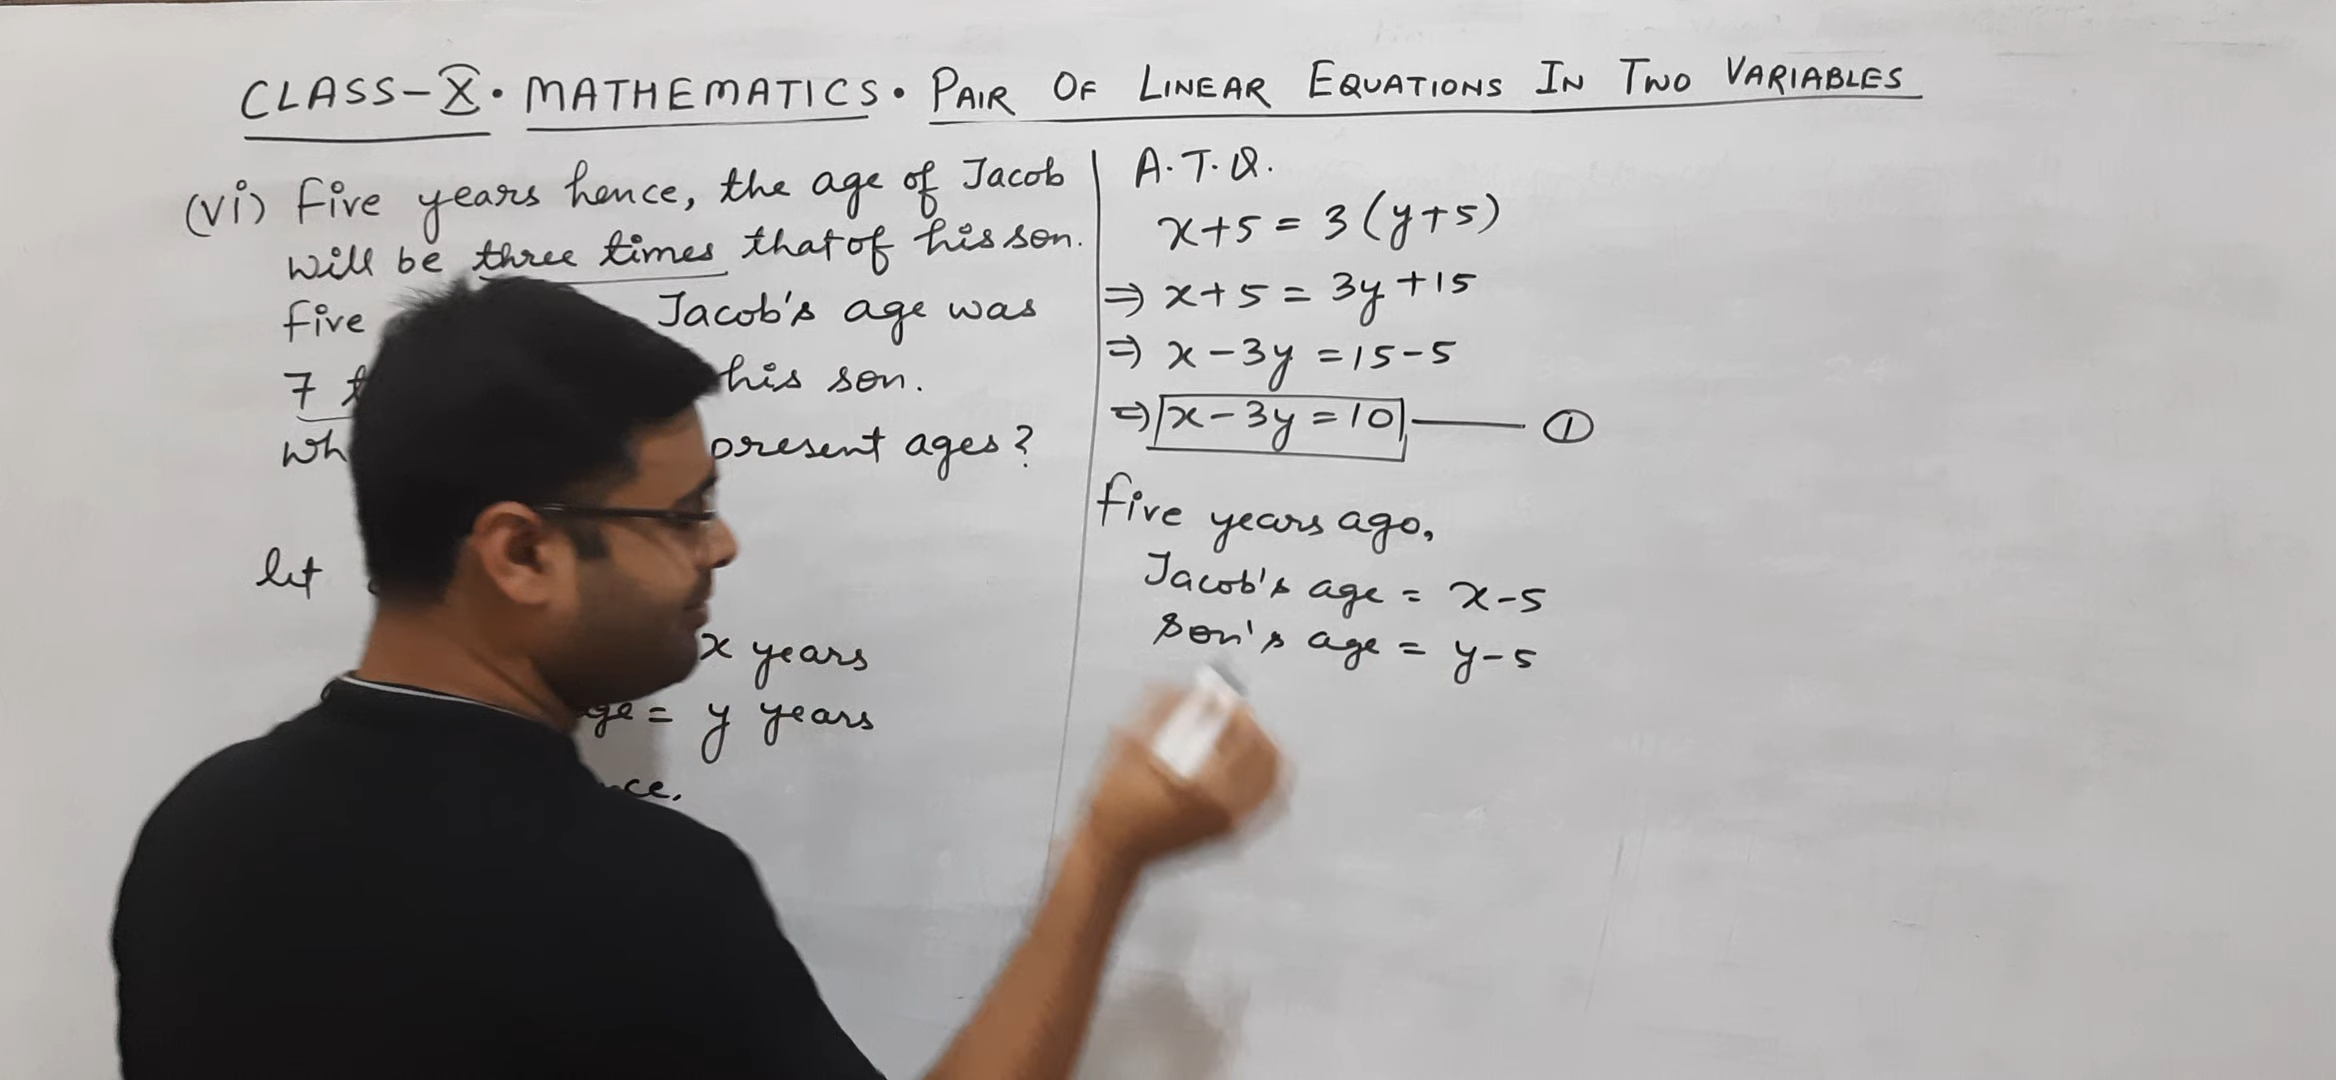 CLASS-X • MATHEMATICS • PAIR OF LINEAR EQUATIONS IN TWO VARIABLES
(vi) Five years hence, the age of Jacob
will be three times that of his son.
Five Jacob's age was
7 his son.
present ages?
let
x years
= y years
A.T.Q.
x+5 = 3(y+5)
⇒ x+5 = 3y+15
⇒ x-3y = 15-5
⇒ x-3y = 10 —— ①
five years ago,
Jacob's age = x-5
Son's age = y-5